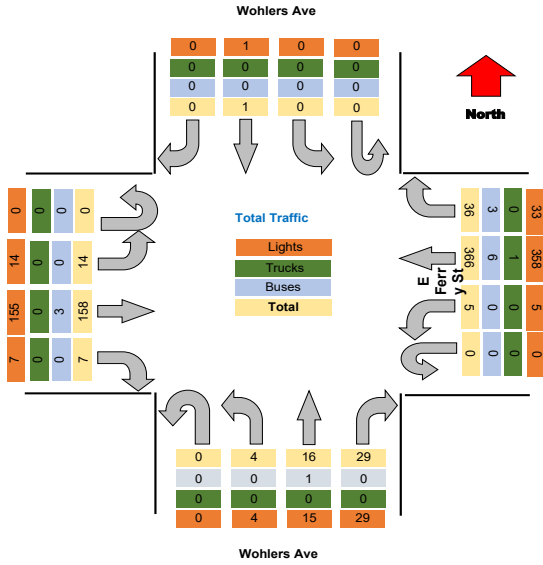 Wohlers Ave
0 1 0 0
0 0 0 0
0 0 0 0
0 1 0 0
North
0 0 0 0
14 0 0 14
155 0 3 158
7 0 0 7
Total Traffic
Lights
Trucks
Buses
Total
E
Ferr
y St
36 3 0 33
366 6 1 358
5 0 0 5
0 0 0 0
0 4 16 29
0 0 1 0
0 0 0 0
0 4 15 29
Wohlers Ave